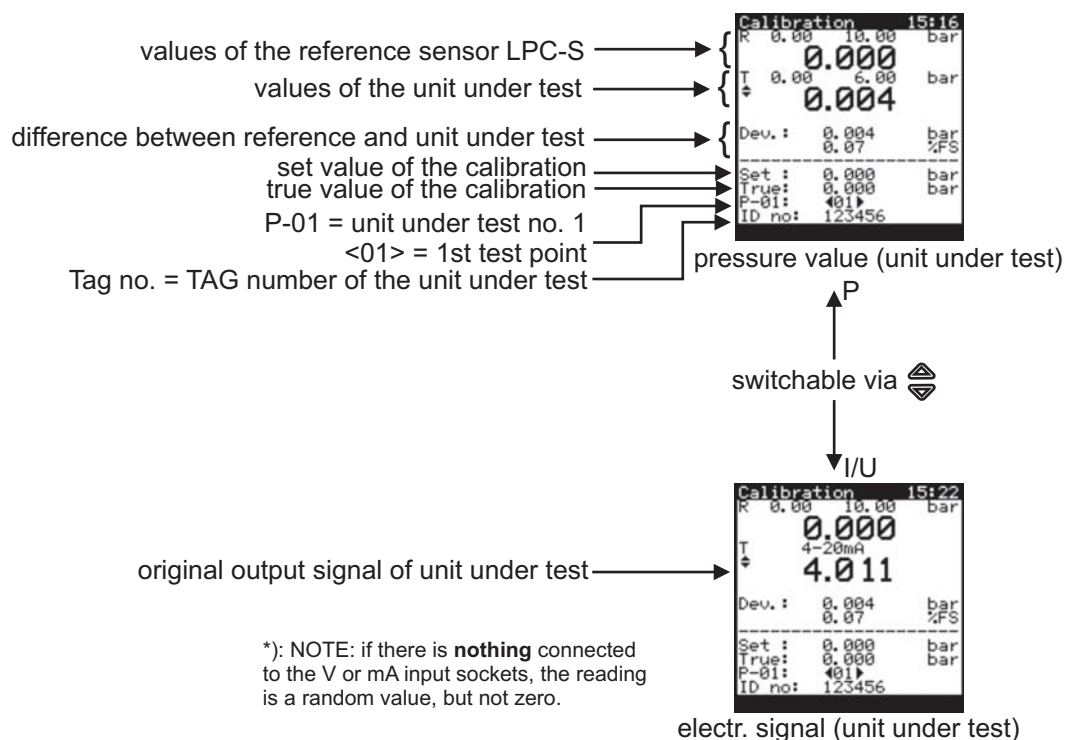 Calibration 15:16
R 0.00 10.00 bar
values of the reference sensor LPC-S
0.000
T 0.00 6.00 bar
values of the unit under test
0.004
difference between reference and unit under test
Dev.: 0.004 bar
0.07 %FS
set value of the calibration
Set : 0.000 bar
true value of the calibration
True: 0.000 bar
P-01: 01
P-01 = unit under test no. 1
ID no: 123456
<01> = 1st test point
pressure value (unit under test)
Tag no. = TAG number of the unit under test
P
switchable via
I/U
Calibration 15:22
R 0.00 10.00 bar
0.000
T 4-20mA
original output signal of unit under test
4.011
Dev.: 0.004 bar
0.07 %FS
*): NOTE: if there is nothing connected
to the V or mA input sockets, the reading
is a random value, but not zero.
Set : 0.000 bar
True: 0.000 bar
P-01: 01
ID no: 123456
electr. signal (unit under test)